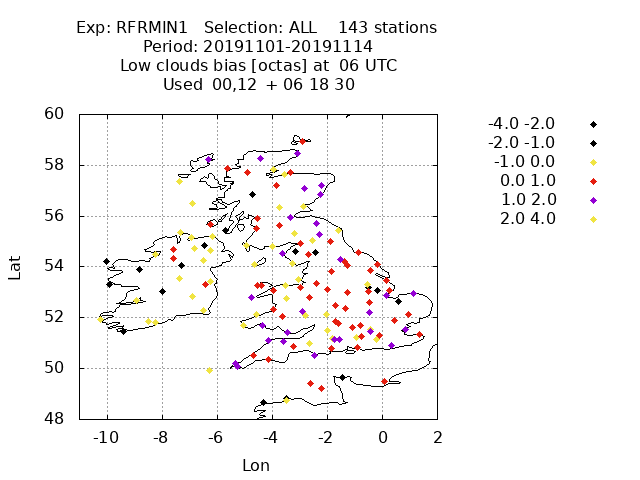 Exp: RFRMIN1 Selection: ALL 143 stations
Period: 20191101-20191114
Low clouds bias [octas] at 06 UTC
Used 00,12 + 06 18 30
-4.0 -2.0
-2.0 -1.0
-1.0 0.0
0.0 1.0
1.0 2.0
2.0 4.0
60
58
56
54
52
50
48
Lat
-10 -8 -6 -4 -2 0 2
Lon